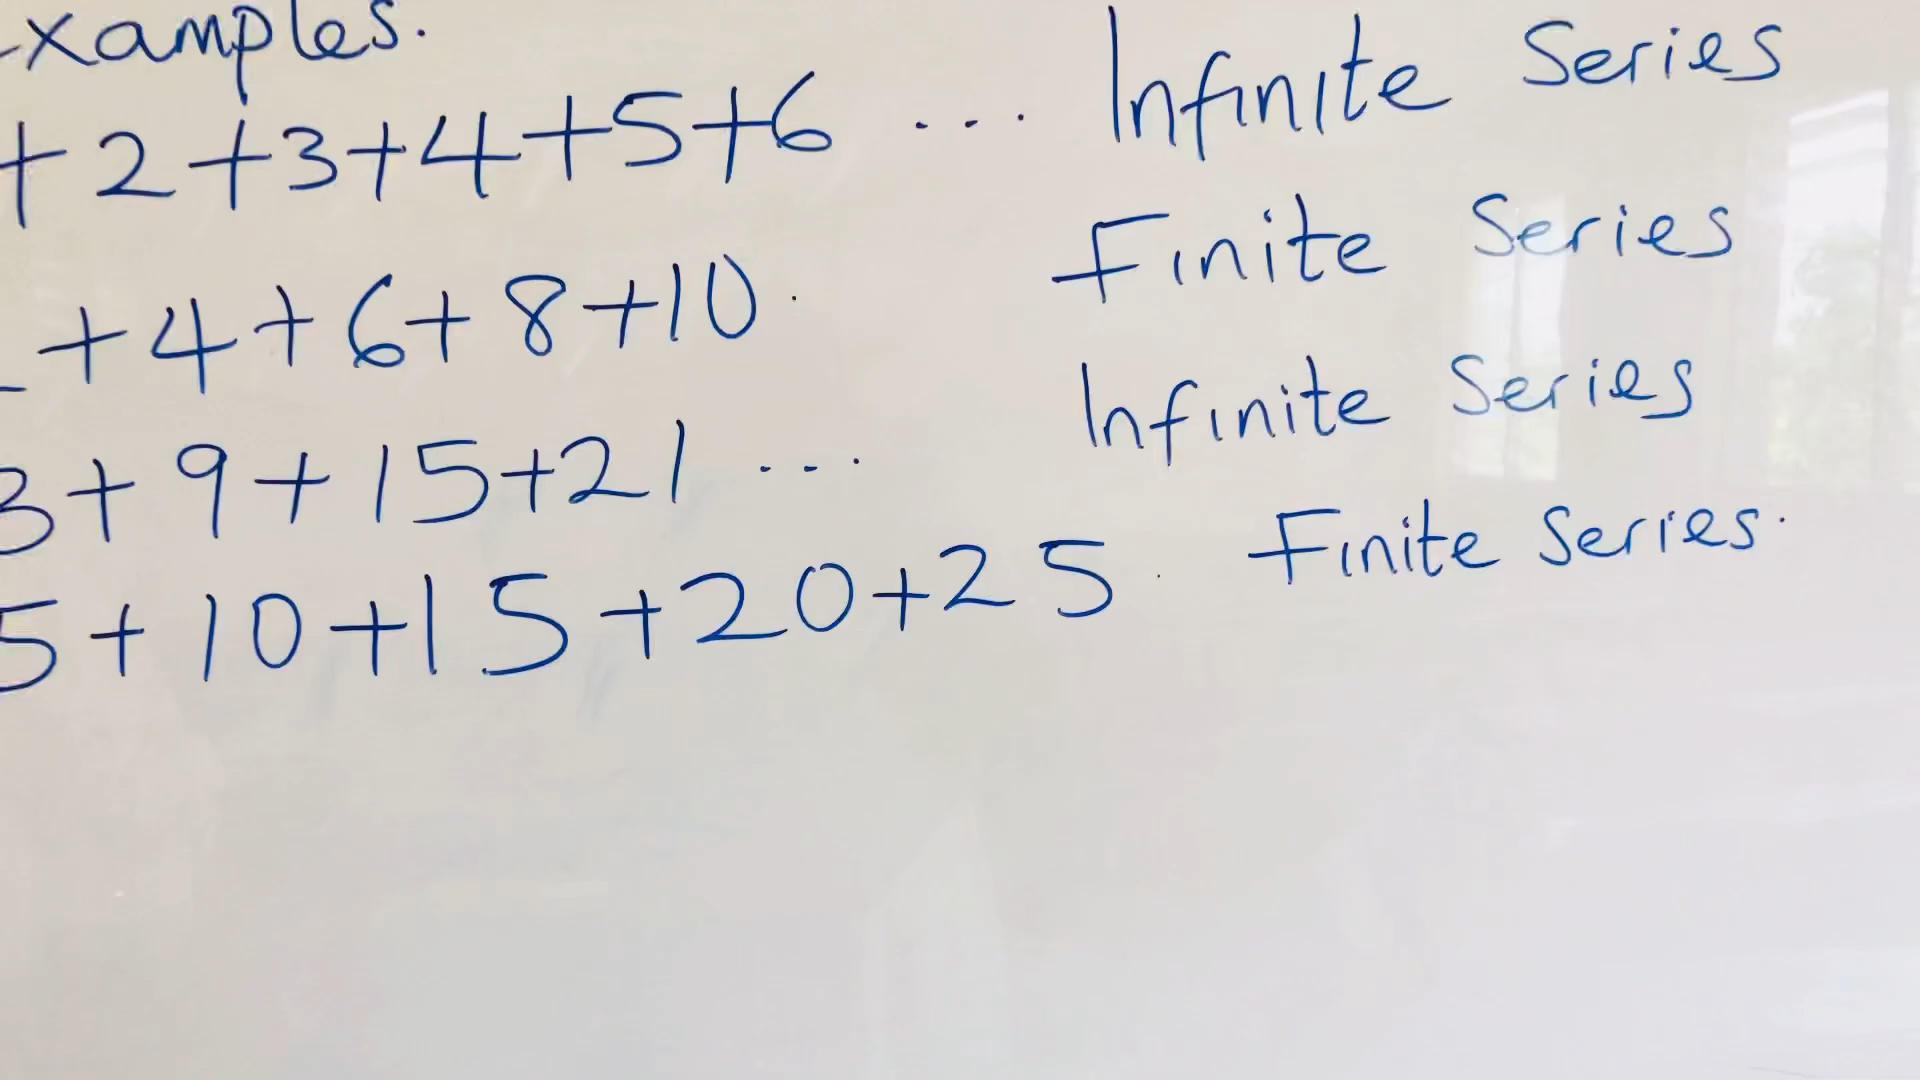 xamples.
+ 2 + 3 + 4 + 5 + 6 ... Infinite Series
+ 4 + 6 + 8 + 10. Finite Series
3 + 9 + 15 + 21 ... Infinite Series
5 + 10 + 15 + 20 + 25. Finite Series.